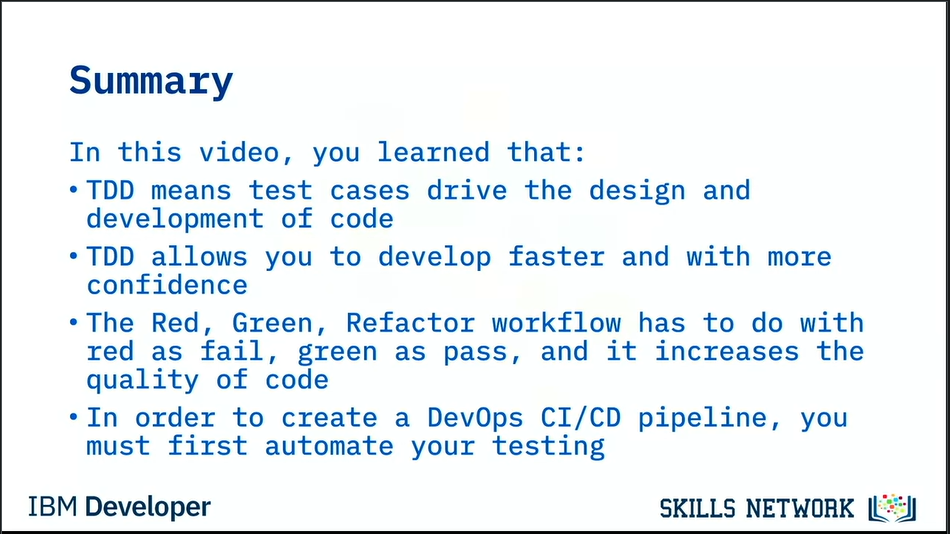 Summary
In this video, you learned that:
• TDD means test cases drive the design and
development of code
• TDD allows you to develop faster and with more
confidence
• The Red, Green, Refactor workflow has to do with
red as fail, green as pass, and it increases the
quality of code
• In order to create a DevOps CI/CD pipeline, you
must first automate your testing
IBM Developer
SKILLS NETWORK